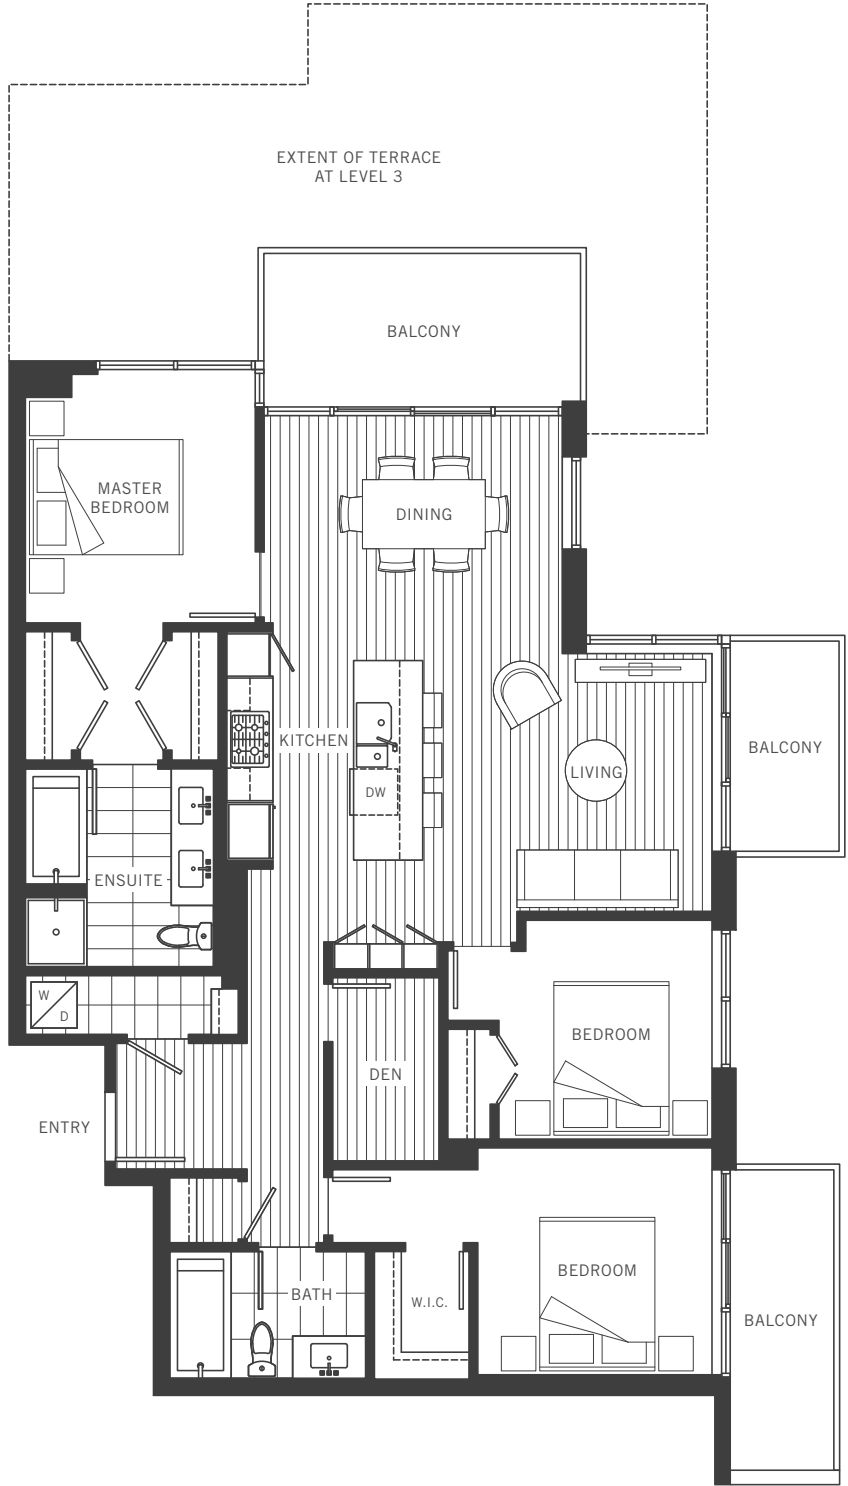 EXTENT OF TERRACE
AT LEVEL 3
BALCONY
MASTER
BEDROOM
DINING
KITCHEN
BALCONY
LIVING
DW
ENSUITE
W
D
BEDROOM
DEN
ENTRY
BEDROOM
BATH
W.I.C.
BALCONY